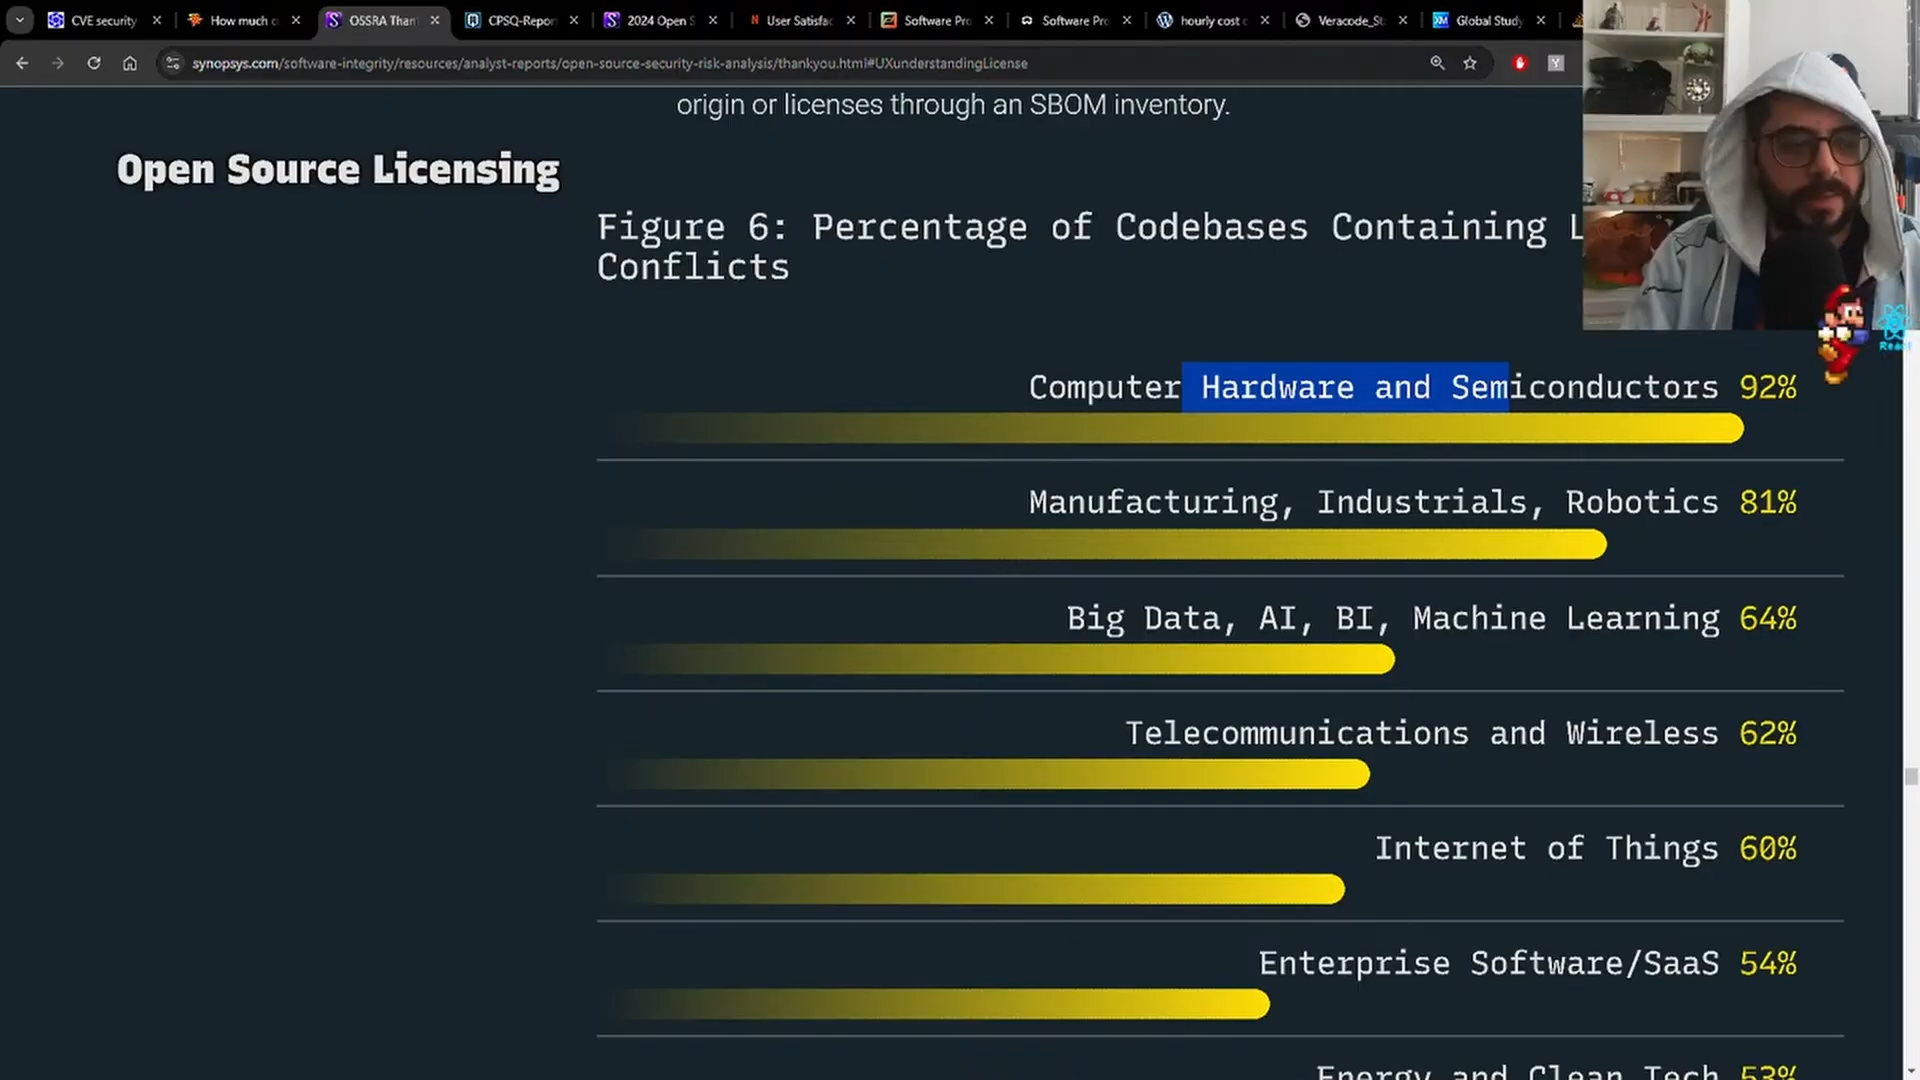 CVE security
How much
OSSRA Than
CPSQ-Repor
2024 Open S
User Satisfac
Software Pro
Software Pro
hourly cost
Veracode_St
Global Study
synopsys.com/software-integrity/resources/analyst-reports/open-source-security-risk-analysis/thankyou.html#UXunderstandingLicense
origin or licenses through an SBOM inventory.
Open Source Licensing
Figure 6: Percentage of Codebases Containing L
Conflicts
Computer Hardware and Semiconductors 92%
Manufacturing, Industrials, Robotics 81%
Big Data, AI, BI, Machine Learning 64%
Telecommunications and Wireless 62%
Internet of Things 60%
Enterprise Software/SaaS 54%
Energy and Clean Tech 53%
React